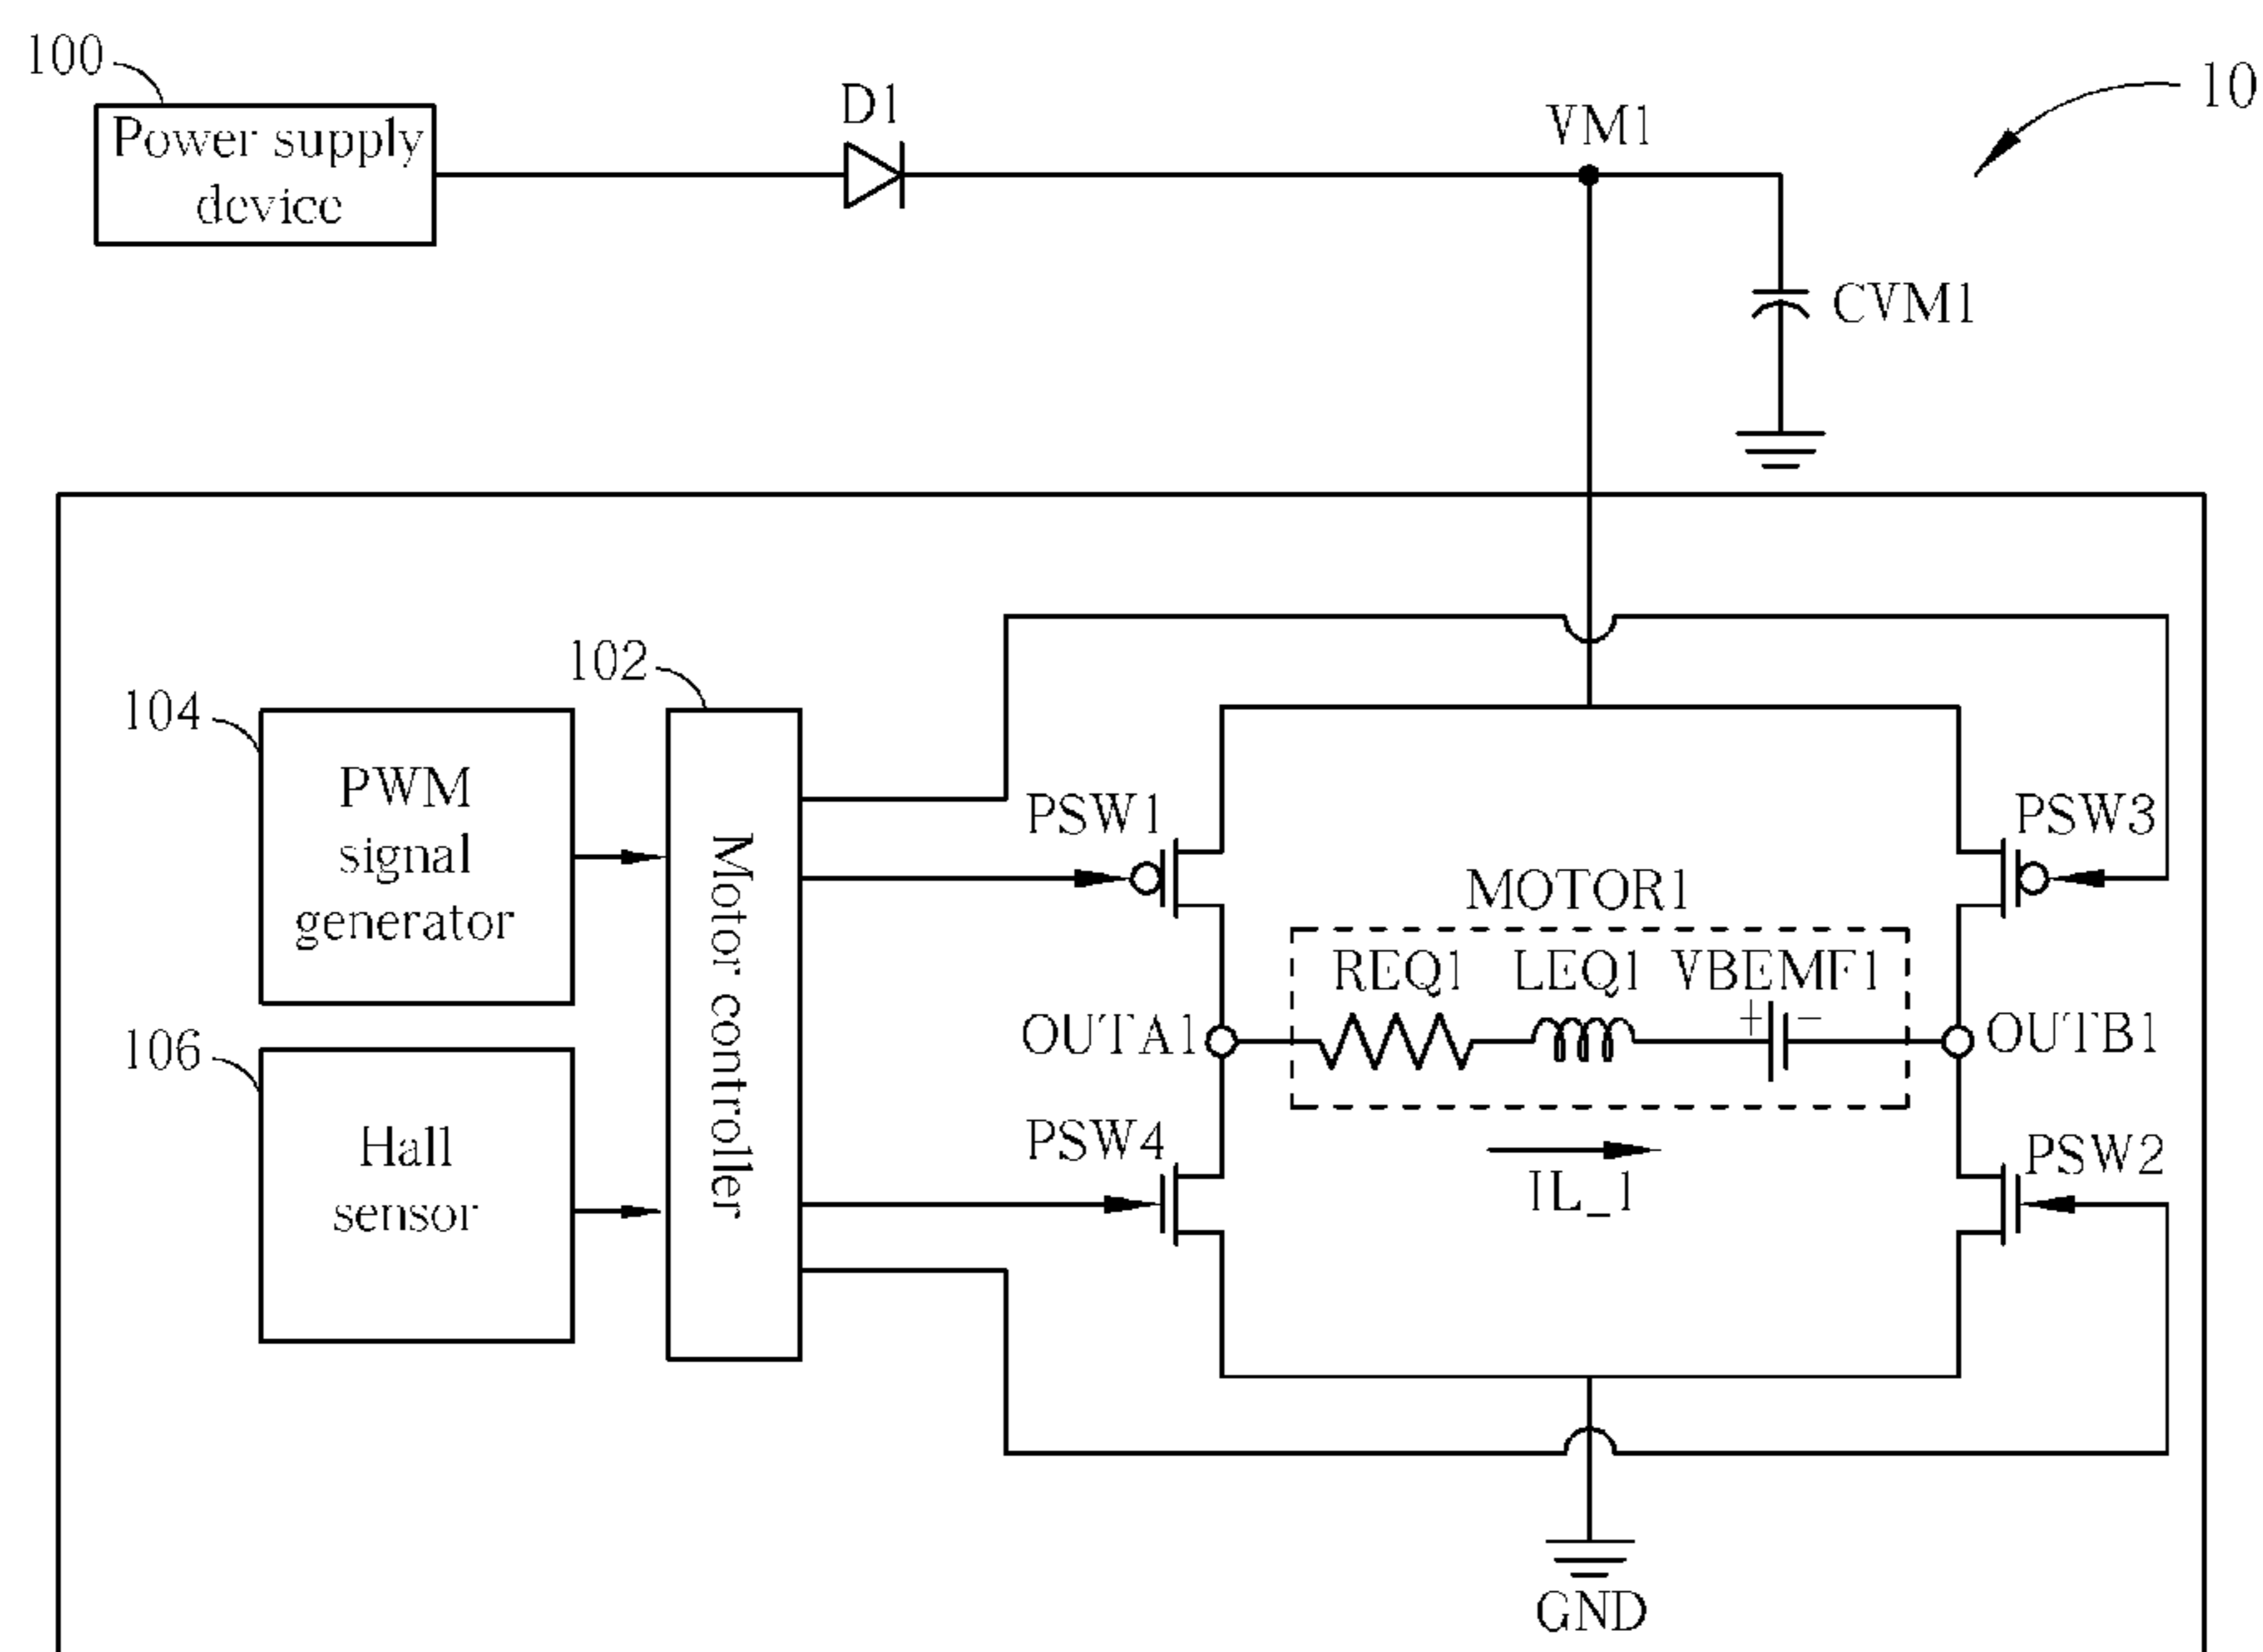 100
Power supply
device
D1
VM1
10
CVM1
102
104
PWM
signal
generator
106
Hall
sensor
Motor controller
PSW1
PSW3
MOTOR1
REQ1 LEQ1 VBEMF1
+ −
OUTA1
OUTB1
PSW4
PSW2
IL_1
GND